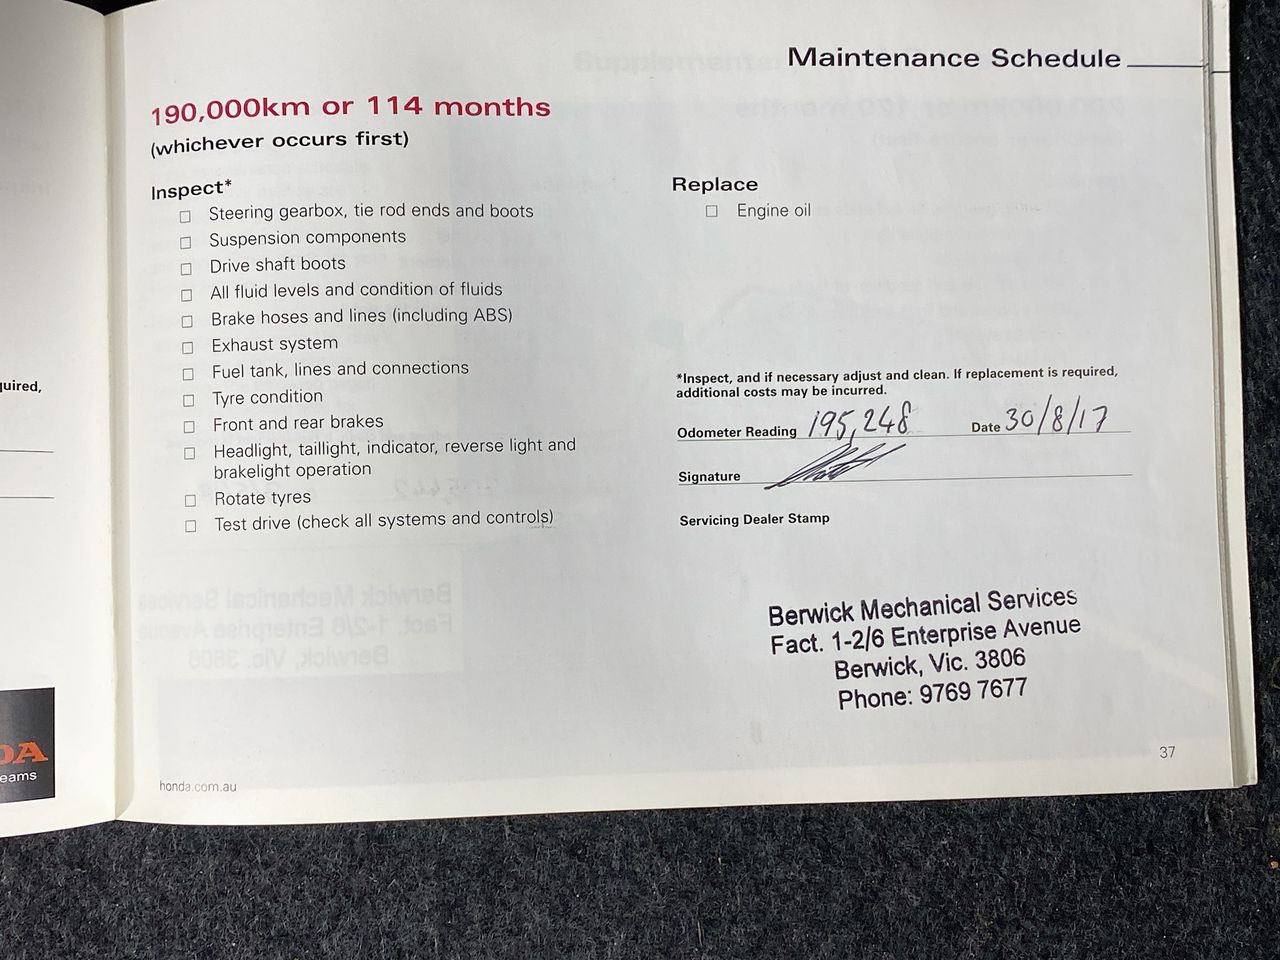 Maintenance Schedule
190,000km or 114 months
(whichever occurs first)
Inspect*
Steering gearbox, tie rod ends and boots
Suspension components
Drive shaft boots
All fluid levels and condition of fluids
Brake hoses and lines (including ABS)
Exhaust system
Fuel tank, lines and connections
Tyre condition
Front and rear brakes
Headlight, taillight, indicator, reverse light and
brakelight operation
Rotate tyres
Test drive (check all systems and controls)
Replace
Engine oil
*Inspect, and if necessary adjust and clean. If replacement is required,
additional costs may be incurred.
Odometer Reading 195,248 Date 30/8/17
Signature
Servicing Dealer Stamp
Berwick Mechanical Services
Fact. 1-2/6 Enterprise Avenue
Berwick, Vic. 3806
Phone: 9769 7677
37
honda.com.au